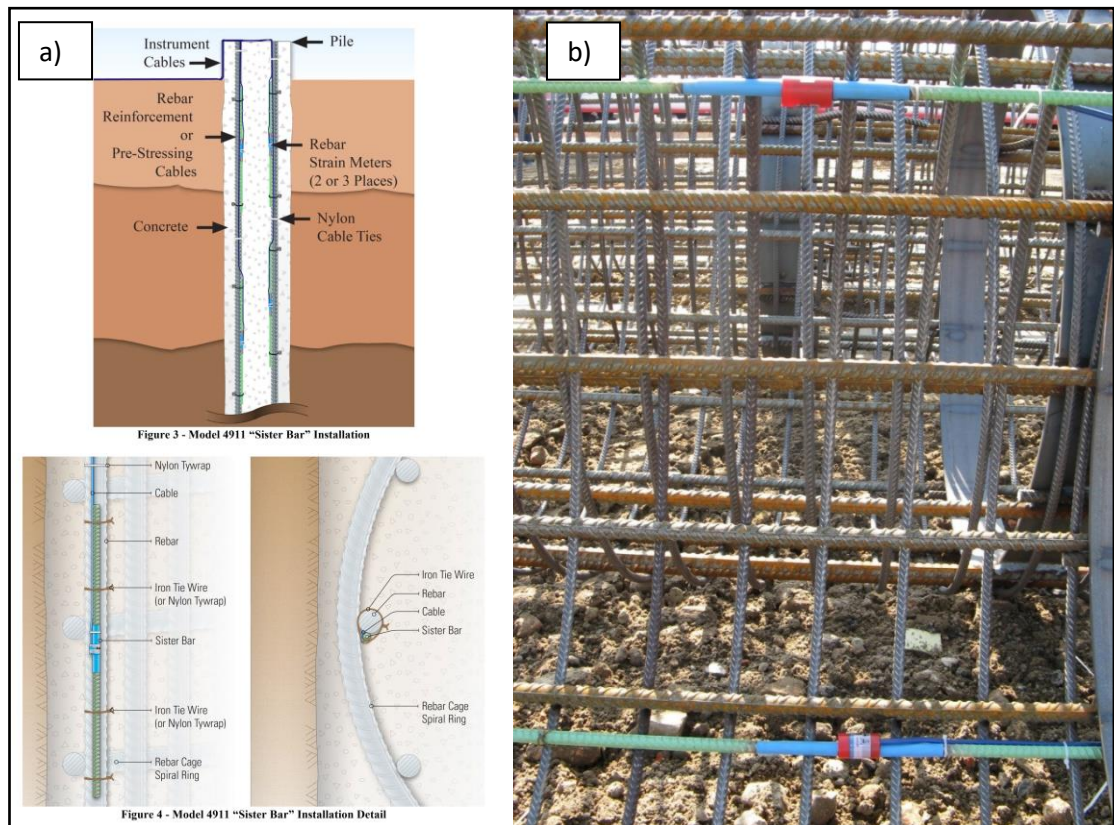 a)
Instrument
Cables
Pile
Rebar
Reinforcement
or
Pre-Stressing
Cables
Rebar
Strain Meters
(2 or 3 Places)
Concrete
Nylon
Cable Ties
Figure 3 - Model 4911 “Sister Bar” Installation
Nylon Tywrap
Cable
Rebar
Iron Tie Wire
(or Nylon Tywrap)
Sister Bar
Iron Tie Wire
(or Nylon Tywrap)
Rebar Cage
Spiral Ring
Iron Tie Wire
Rebar
Cable
Sister Bar
Rebar Cage
Spiral Ring
Figure 4 - Model 4911 “Sister Bar” Installation Detail
b)